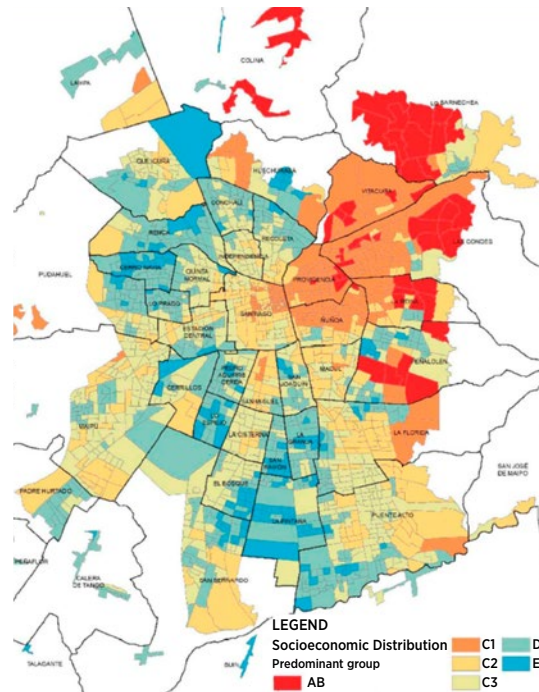 COLINA
LAMPA
LO BARNECHEA
QUILICURA
HUECHURABA
VITACURA
CONCHALÍ
RENCA
RECOLETA
LAS CONDES
INDEPENDENCIA
PUDAHUEL
CERRO NAVIA
QUINTA
NORMAL
PROVIDENCIA
LA REINA
LO PRADO
SANTIAGO
ÑUÑOA
ESTACIÓN
CENTRAL
PEÑALOLÉN
PEDRO
AGUIRRE
CERDA
SAN
JOAQUÍN
MACUL
CERRILLOS
SAN MIGUEL
MAIPÚ
LO
ESPEJO
LA CISTERNA
LA
GRANJA
LA FLORIDA
SAN
RAMÓN
SAN JOSÉ
DE MAIPO
EL BOSQUE
PADRE HURTADO
LA PINTANA
PUENTE ALTO
PEÑAFLOR
CALERA
DE TANGO
SAN BERNARDO
TALAGANTE
BUIN
LEGEND
Socioeconomic Distribution
Predominant group
AB
C1
C2
C3
D
E